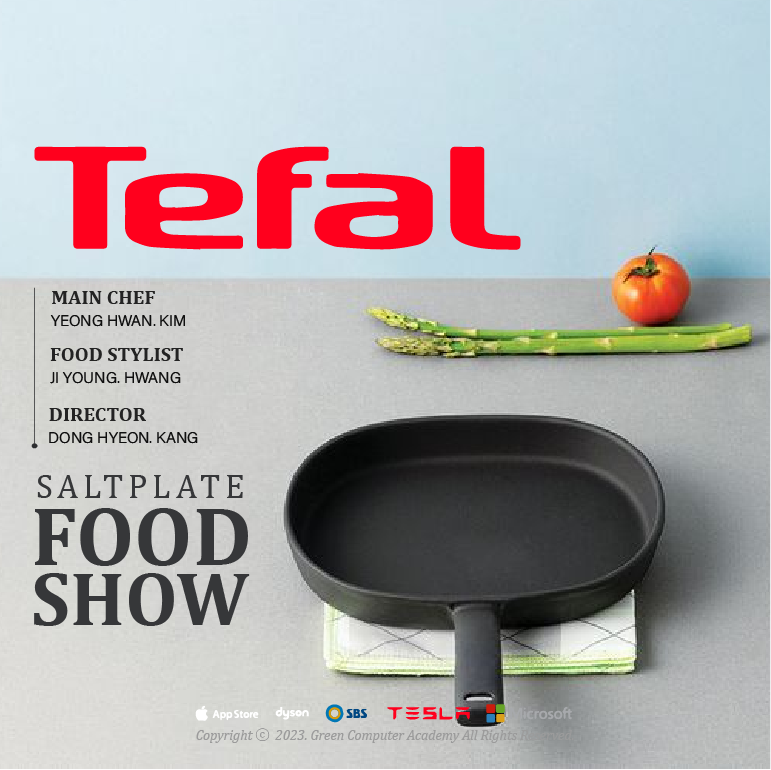 Tefal
MAIN CHEF
YEONG HWAN. KIM
FOOD STYLIST
JI YOUNG. HWANG
DIRECTOR
DONG HYEON. KANG
SALTPLATE
FOOD
SHOW
App Store dyson SBS TESLA Microsoft
Copyright ⓒ 2023. Green Computer Academy All Rights